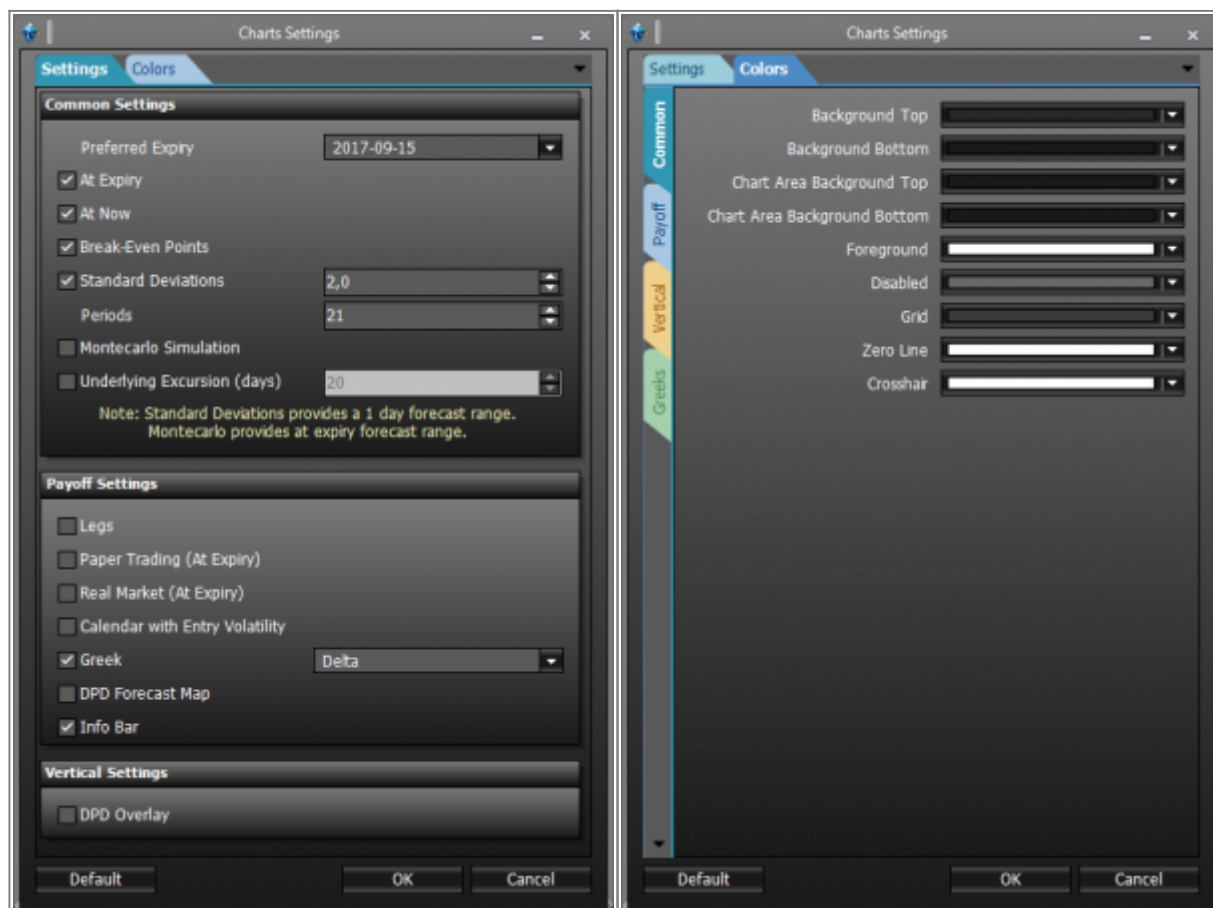 Charts Settings
Settings
Colors
Common Settings
Preferred Expiry
2017-09-15
At Expiry
At Now
Break-Even Points
Standard Deviations
2,0
Periods
21
Montecarlo Simulation
Underlying Excursion (days)
20
Note: Standard Deviations provides a 1 day forecast range.
Montecarlo provides at expiry forecast range.
Payoff Settings
Legs
Paper Trading (At Expiry)
Real Market (At Expiry)
Calendar with Entry Volatility
Greek
Delta
DPD Forecast Map
Info Bar
Vertical Settings
DPD Overlay
Default
OK
Cancel
Charts Settings
Settings
Colors
Common
Payoff
Vertical
Greeks
Background Top
Background Bottom
Chart Area Background Top
Chart Area Background Bottom
Foreground
Disabled
Grid
Zero Line
Crosshair
Default
OK
Cancel